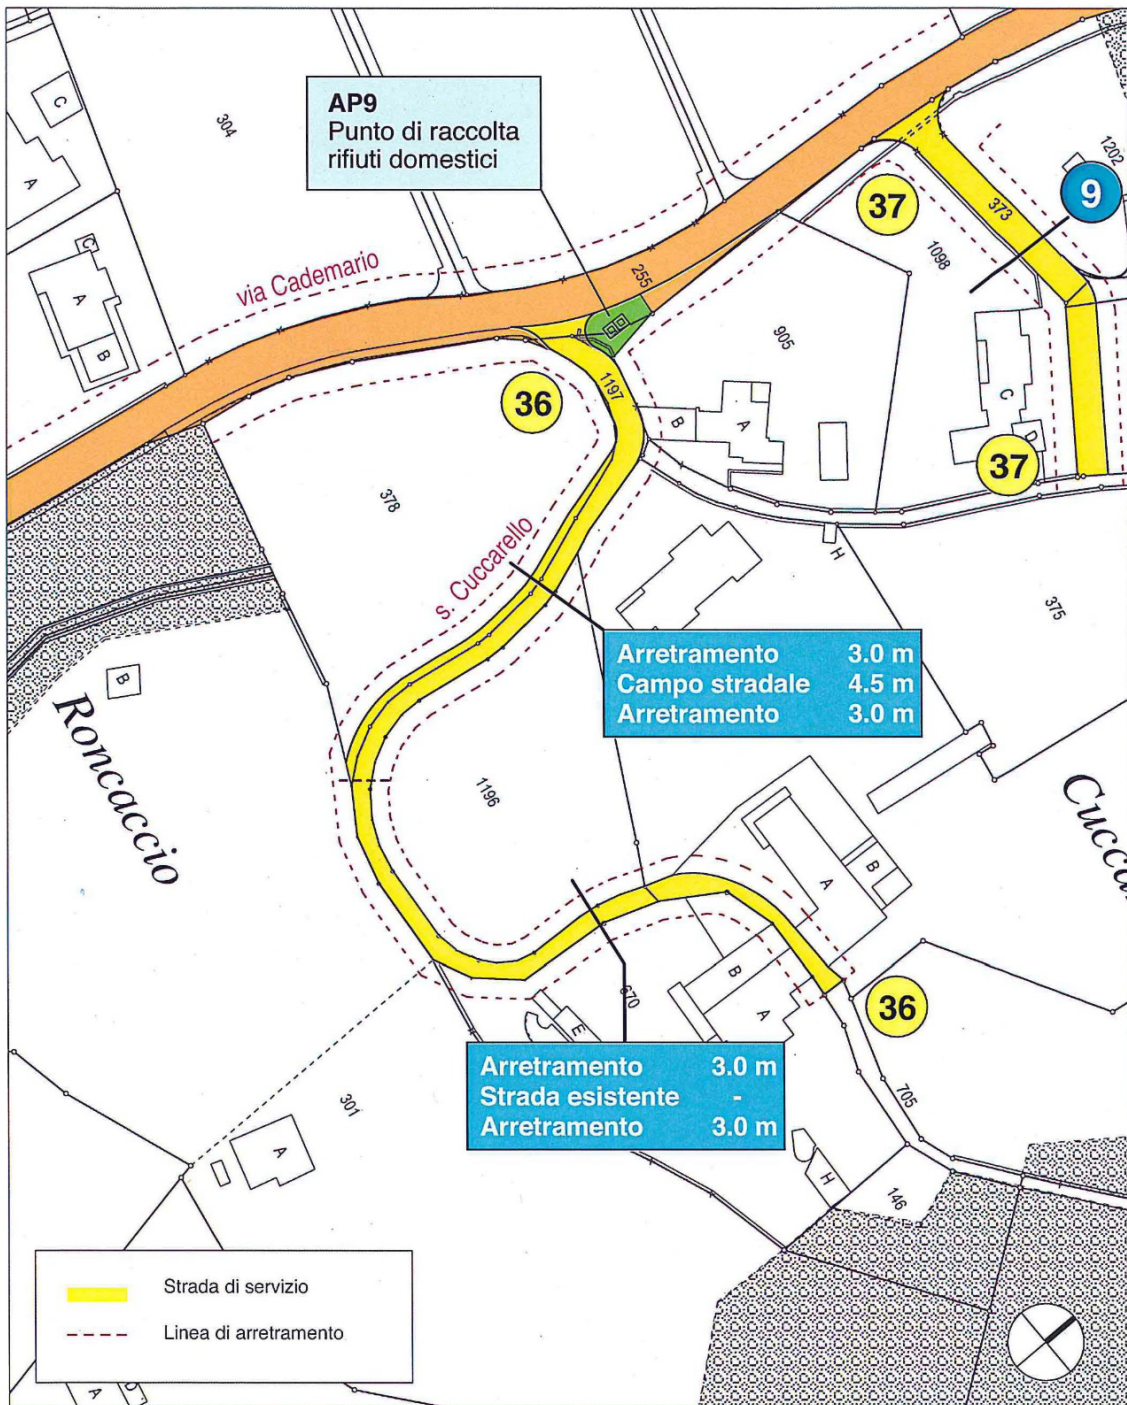 C
A
304
AP9
Punto di raccolta
rifiuti domestici
1202
9
37
373
1098
via Cademario
255
C
A
B
905
36
1197
B
A
C
D
37
378
s. Cuccarello
H
375
Arretramento 3.0 m
Campo stradale 4.5 m
Arretramento 3.0 m
B
Roncaccio
1196
A
B
B
A
670
E
36
Arretramento 3.0 m
Strada esistente -
Arretramento 3.0 m
705
301
A
H
146
Strada di servizio
Linea di arretramento
A
D